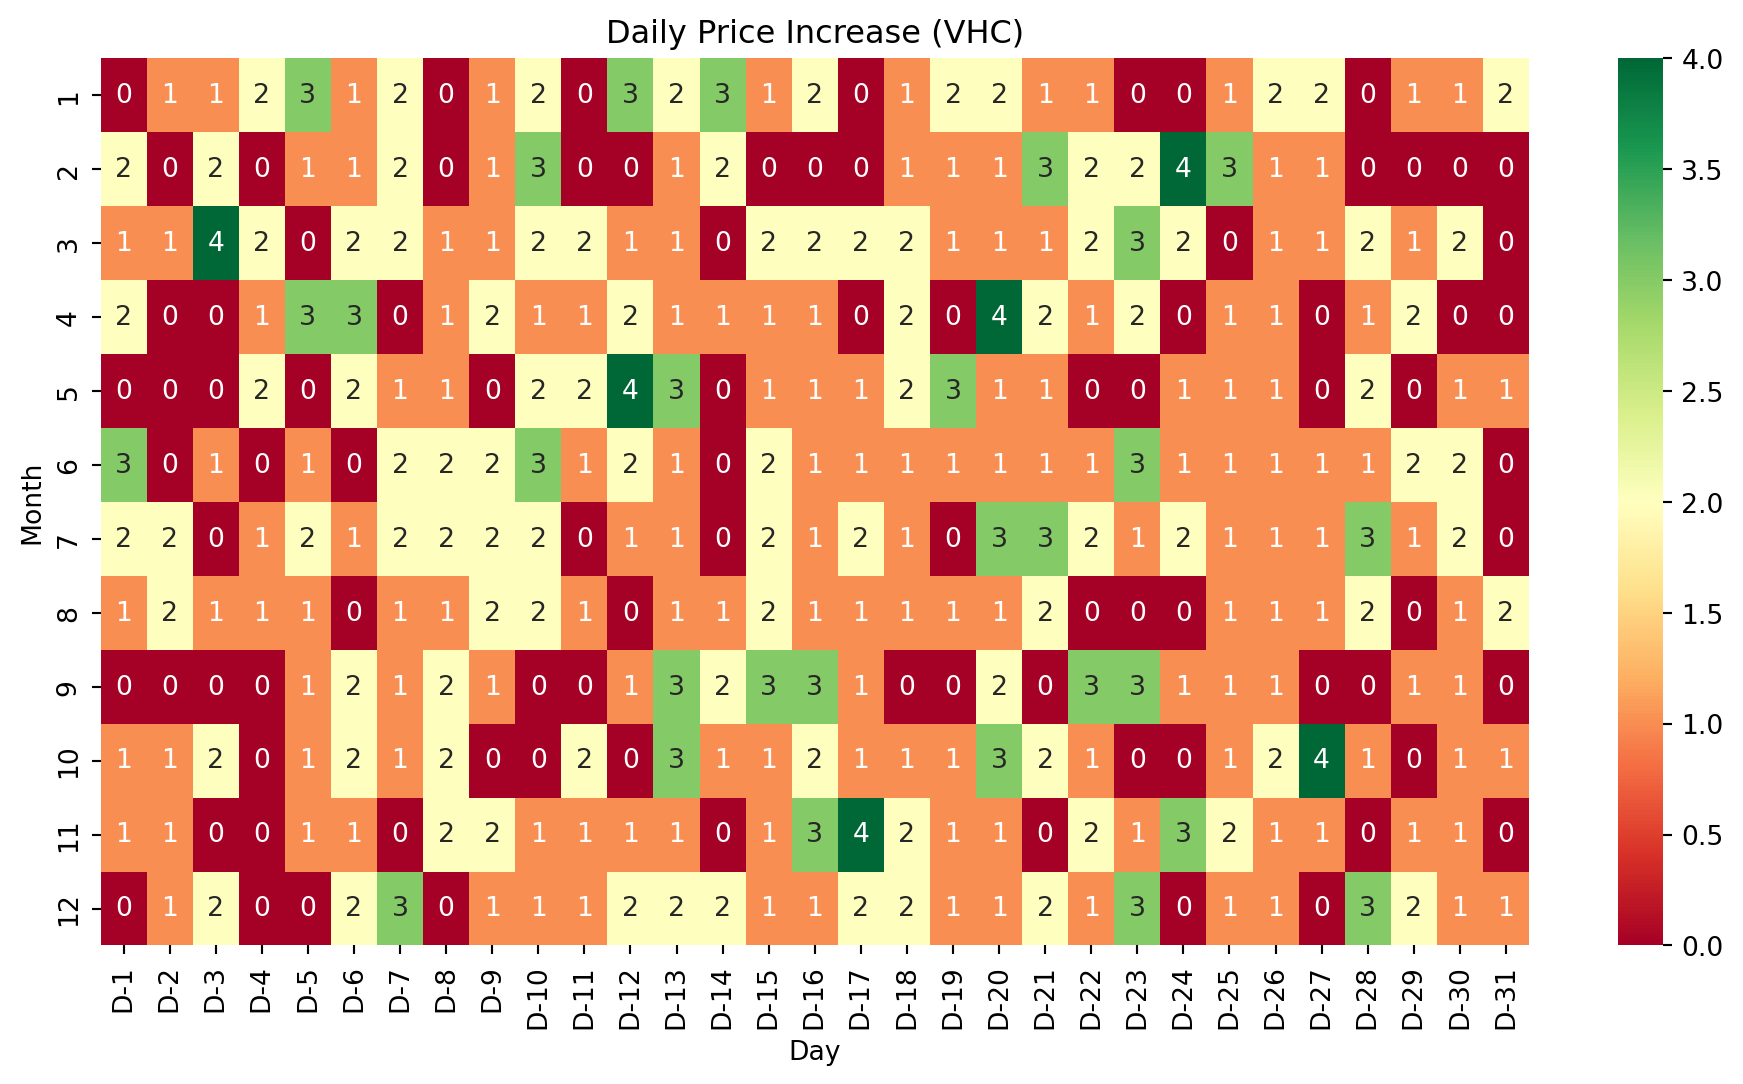 Daily Price Increase (VHC)
1 0 1 1 2 3 1 2 0 1 2 0 3 2 3 1 2 0 1 2 2 1 1 0 0 1 2 2 0 1 1 2
2 2 0 2 0 1 1 2 0 1 3 0 0 1 2 0 0 0 1 1 1 3 2 2 4 3 1 1 0 0 0 0
3 1 1 4 2 0 2 2 1 1 2 2 1 1 0 2 2 2 2 1 1 1 2 3 2 0 1 1 2 1 2 0
4 2 0 0 1 3 3 0 1 2 1 1 2 1 1 1 1 0 2 0 4 2 1 2 0 1 1 0 1 2 0 0
5 0 0 0 2 0 2 1 1 0 2 2 4 3 0 1 1 1 2 3 1 1 0 0 1 1 1 0 2 0 1 1
6 3 0 1 0 1 0 2 2 2 3 1 2 1 0 2 1 1 1 1 1 1 1 3 1 1 1 1 1 2 2 0
7 2 2 0 1 2 1 2 2 2 2 0 1 1 0 2 1 2 1 0 3 3 2 1 2 1 1 1 3 1 2 0
8 1 2 1 1 1 0 1 1 2 2 1 0 1 1 2 1 1 1 1 1 2 0 0 0 1 1 1 2 0 1 2
9 0 0 0 0 1 2 1 2 1 0 0 1 3 2 3 3 1 0 0 2 0 3 3 1 1 1 0 0 1 1 0
10 1 1 2 0 1 2 1 2 0 0 2 0 3 1 1 2 1 1 1 3 2 1 0 0 1 2 4 1 0 1 1
11 1 1 0 0 1 1 0 2 2 1 1 1 1 0 1 3 4 2 1 1 0 2 1 3 2 1 1 0 1 1 0
12 0 1 2 0 0 2 3 0 1 1 1 2 2 2 1 1 2 2 1 1 2 1 3 0 1 1 0 3 2 1 1
D-1 D-2 D-3 D-4 D-5 D-6 D-7 D-8 D-9 D-10 D-11 D-12 D-13 D-14 D-15 D-16 D-17 D-18 D-19 D-20 D-21 D-22 D-23 D-24 D-25 D-26 D-27 D-28 D-29 D-30 D-31
Day
Month
4.0
3.5
3.0
2.5
2.0
1.5
1.0
0.5
0.0